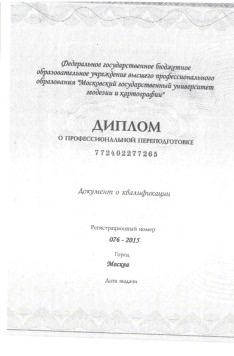 Федеральное государственное бюджетное
образовательное учреждение высшего профессионального
образования "Московский государственный университет
геодезии и картографии"
ДИПЛОМ
О ПРОФЕССИОНАЛЬНОЙ ПЕРЕПОДГОТОВКЕ
772402277265
Документ о квалификации
Регистрационный номер
076 - 2015
Город
Москва
Дата выдачи